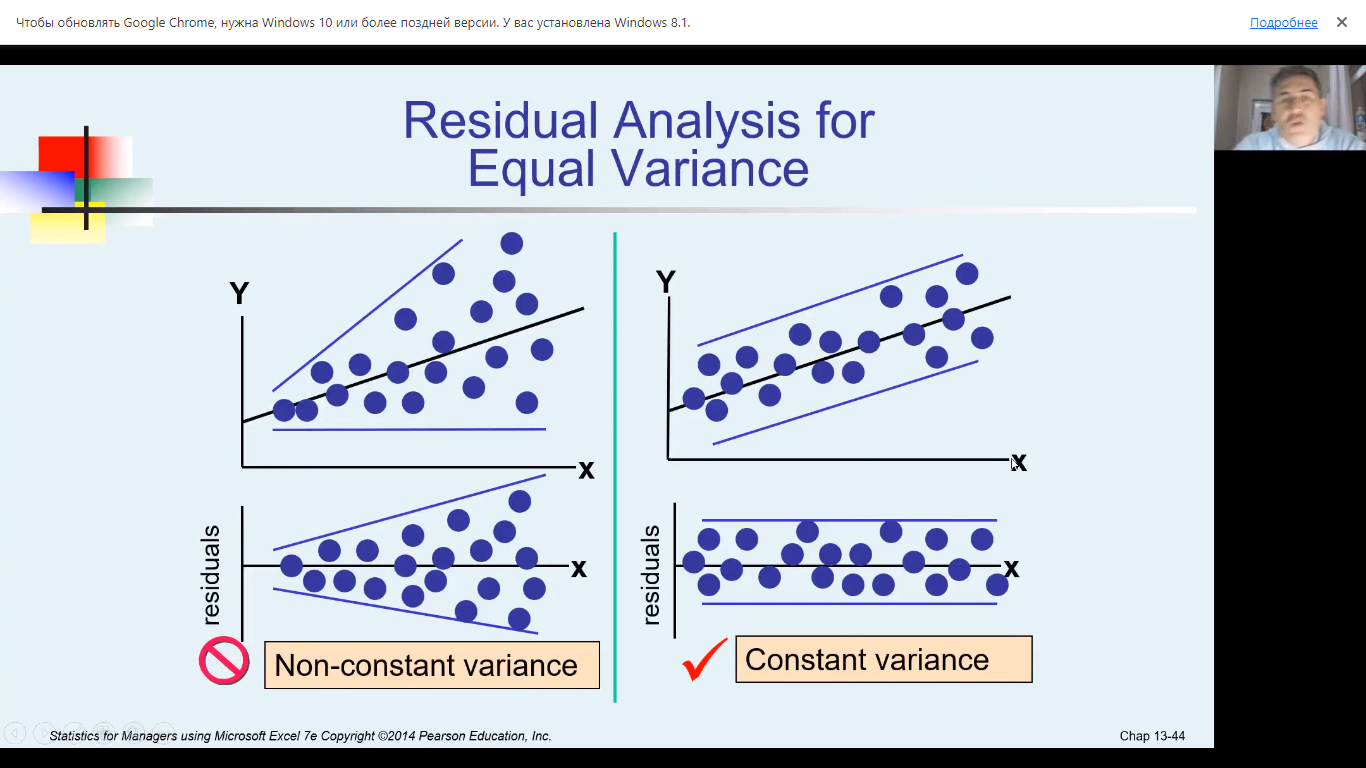 Чтобы обновлять Google Chrome, нужна Windows 10 или более поздней версии. У вас установлена Windows 8.1.
Подробнее
Residual Analysis for
Equal Variance
Y
x
residuals
x
Non-constant variance
Y
x
residuals
x
Constant variance
Statistics for Managers using Microsoft Excel 7e Copyright ©2014 Pearson Education, Inc.
Chap 13-44